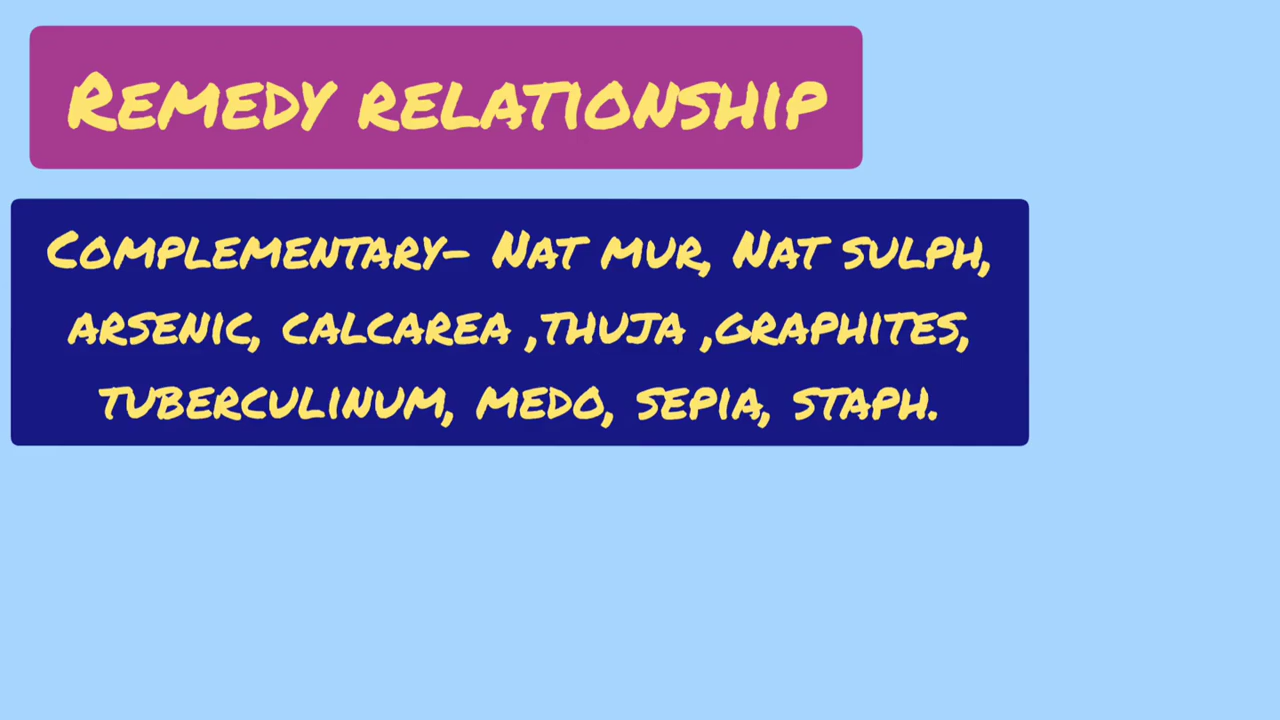 Remedy relationship
Complementary- Nat mur, Nat sulph,
arsenic, calcarea ,thuja ,graphites,
tuberculinum, medo, sepia, staph.